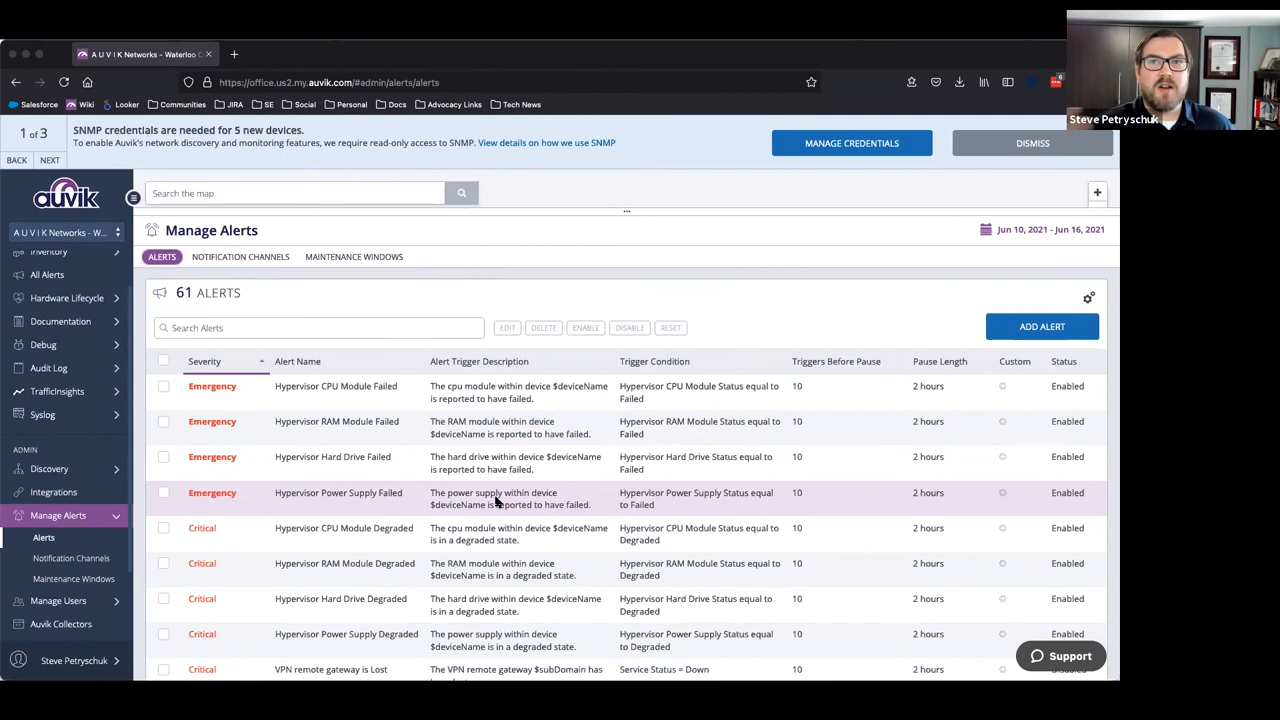 A U V I K Networks - Waterloo
https://office.us2.my.auvik.com/#admin/alerts/alerts
6
Salesforce Wiki Looker Communities JIRA SE Social Personal Docs Advocacy Links Tech News
Steve Petryschuk
1 of 3
BACK NEXT
SNMP credentials are needed for 5 new devices.
To enable Auvik's network discovery and monitoring features, we require read-only access to SNMP. View details on how we use SNMP
MANAGE CREDENTIALS
DISMISS
auvik
A U V I K Networks - W...
Inventory
All Alerts
Hardware Lifecycle
Documentation
Debug
Audit Log
TrafficInsights
Syslog
ADMIN
Discovery
Integrations
Manage Alerts
Alerts
Notification Channels
Maintenance Windows
Manage Users
Auvik Collectors
Steve Petryschuk
Search the map
Manage Alerts
Jun 10, 2021 - Jun 16, 2021
ALERTS NOTIFICATION CHANNELS MAINTENANCE WINDOWS
61 ALERTS
Search Alerts
EDIT DELETE ENABLE DISABLE RESET
ADD ALERT
Severity Alert Name Alert Trigger Description Trigger Condition Triggers Before Pause Pause Length Custom Status
Emergency Hypervisor CPU Module Failed The cpu module within device $deviceName Hypervisor CPU Module Status equal to 10 2 hours Enabled
is reported to have failed. Failed
Emergency Hypervisor RAM Module Failed The RAM module within device Hypervisor RAM Module Status equal to 10 2 hours Enabled
$deviceName is reported to have failed. Failed
Emergency Hypervisor Hard Drive Failed The hard drive within device $deviceName Hypervisor Hard Drive Status equal to 10 2 hours Enabled
is reported to have failed. Failed
Emergency Hypervisor Power Supply Failed The power supply within device Hypervisor Power Supply Status equal 10 2 hours Enabled
$deviceName is reported to have failed. to Failed
Critical Hypervisor CPU Module Degraded The cpu module within device $deviceName Hypervisor CPU Module Status equal to 10 2 hours Enabled
is in a degraded state. Degraded
Critical Hypervisor RAM Module Degraded The RAM module within device Hypervisor RAM Module Status equal to 10 2 hours Enabled
$deviceName is in a degraded state. Degraded
Critical Hypervisor Hard Drive Degraded The hard drive within device $deviceName Hypervisor Hard Drive Status equal to 10 2 hours Enabled
is in a degraded state. Degraded
Critical Hypervisor Power Supply Degraded The power supply within device Hypervisor Power Supply Status equal 10 2 hours Enabled
$deviceName is in a degraded state. to Degraded
Critical VPN remote gateway is Lost The VPN remote gateway $subDomain has Service Status = Down 10 2 hours
Support